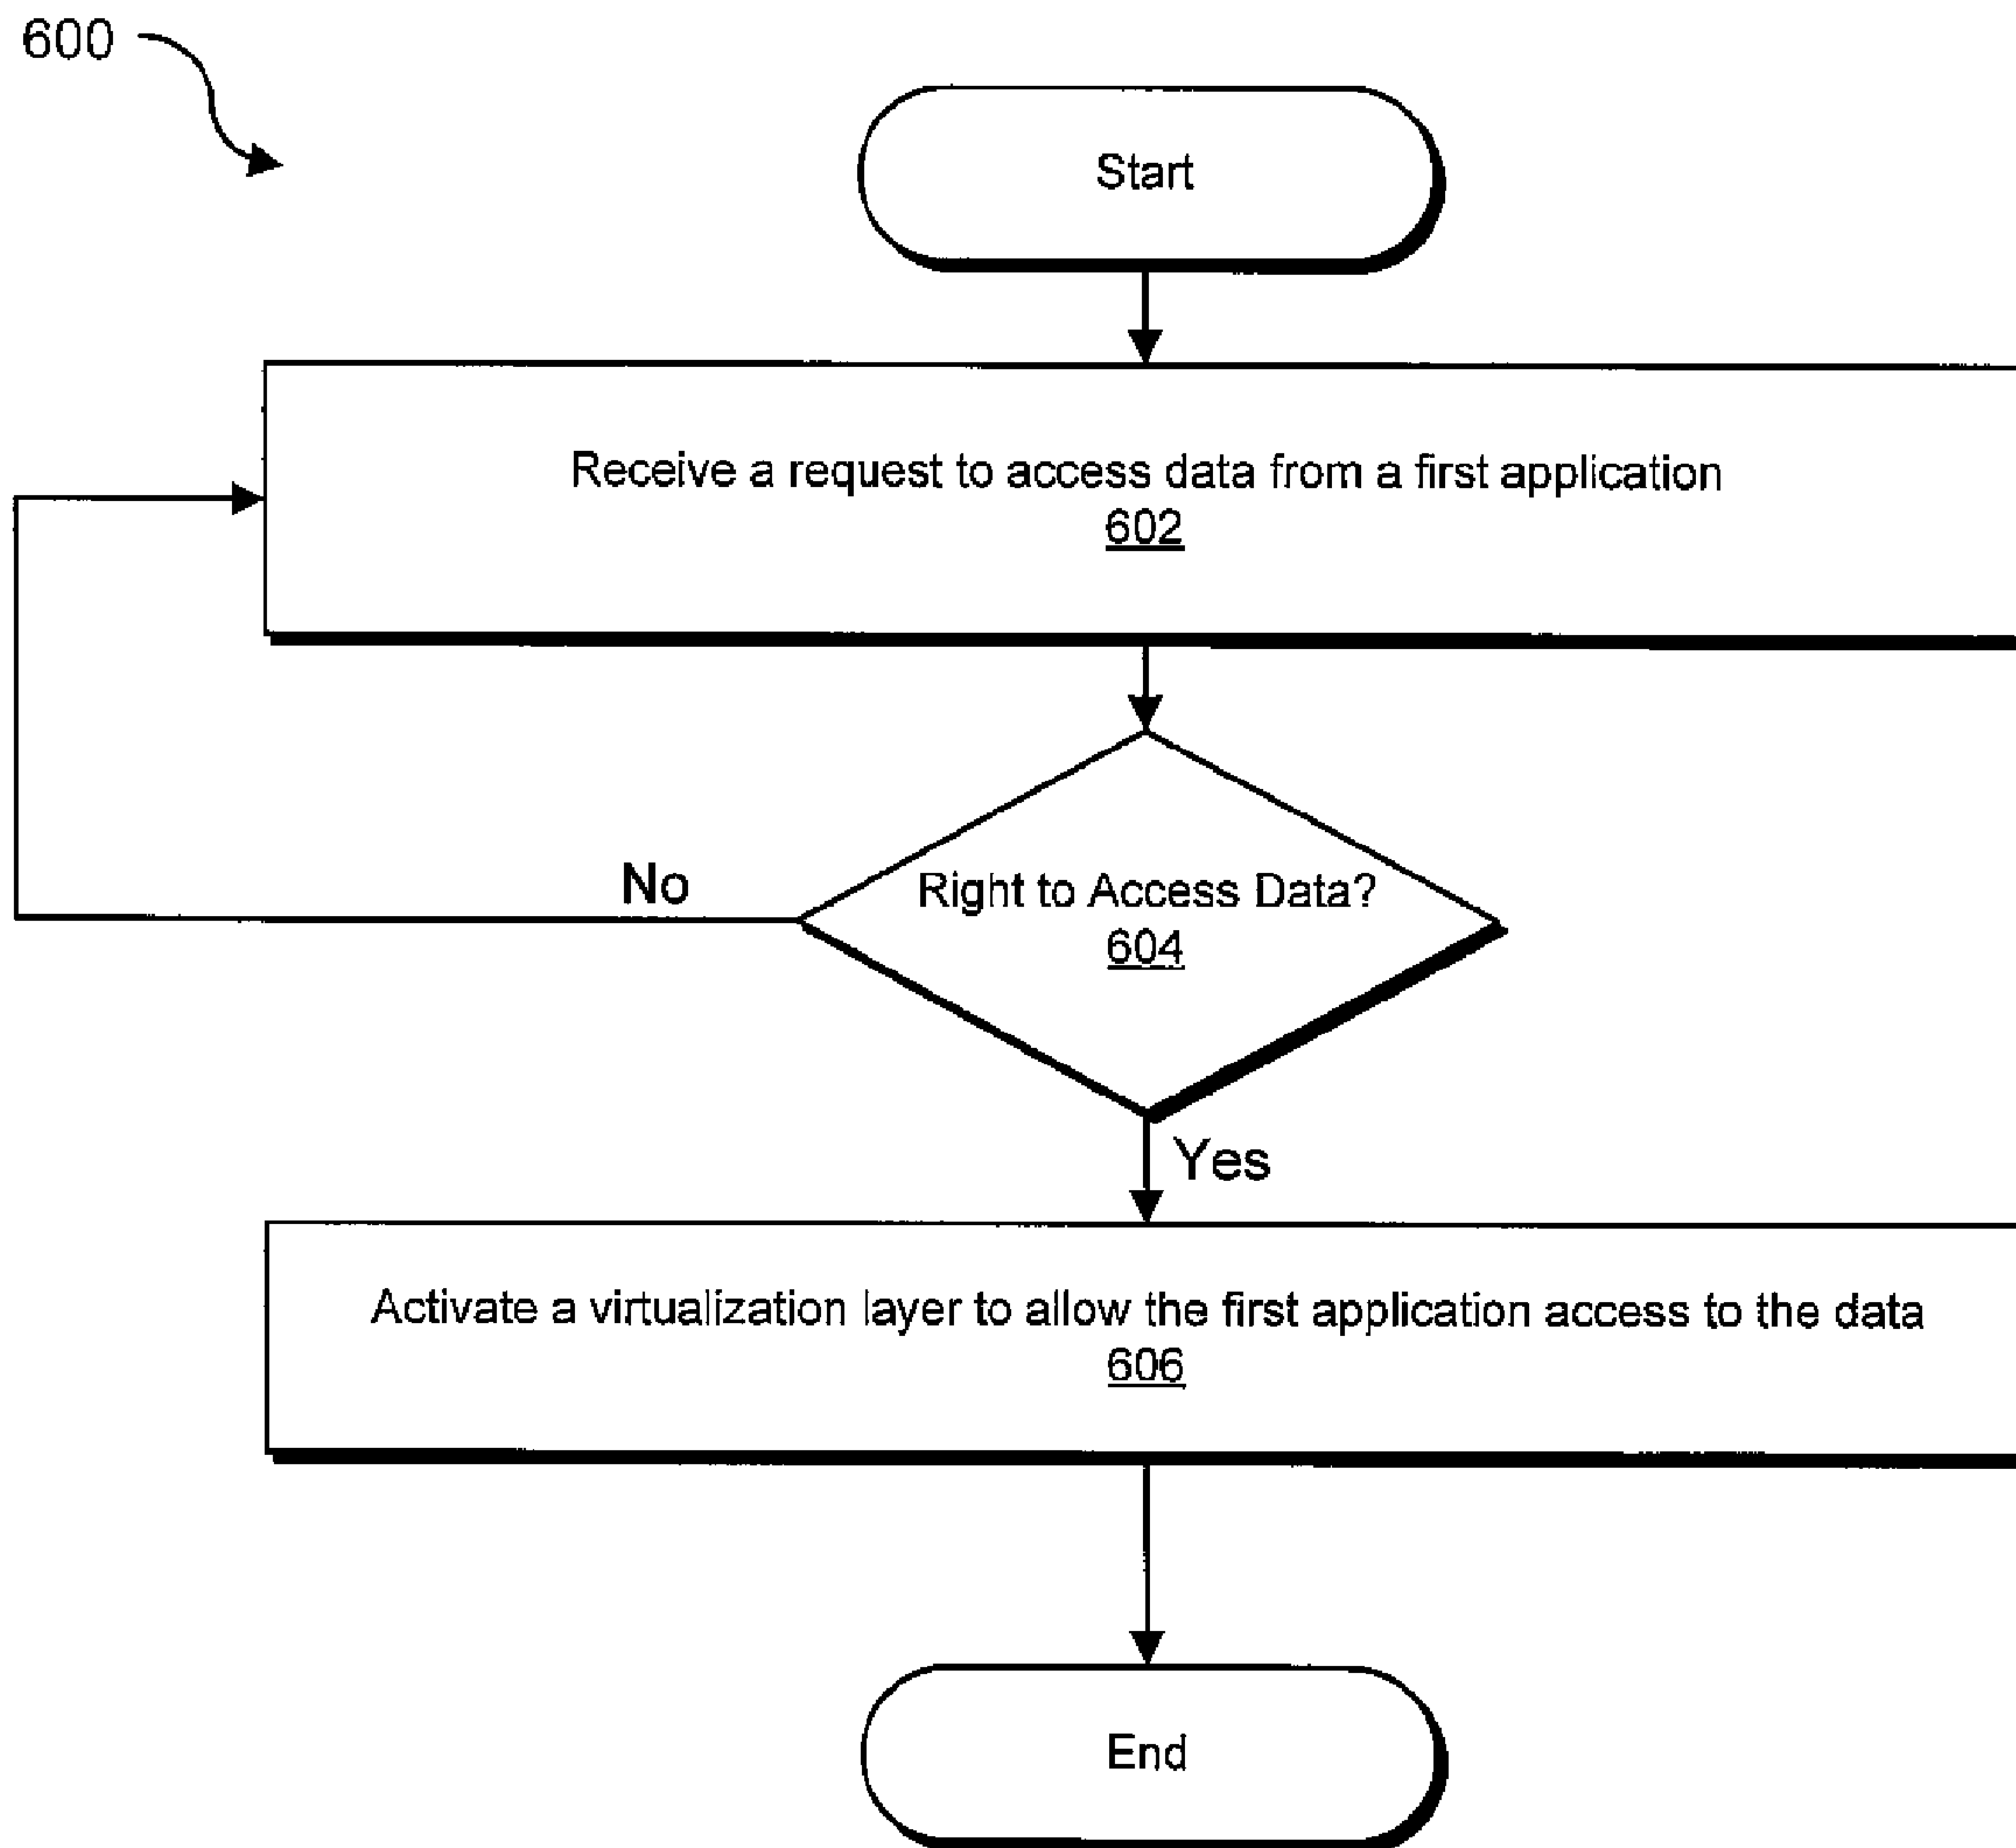 600
Start
Receive a request to access data from a first application
602
Right to Access Data?
604
No
Yes
Activate a virtualization layer to allow the first application access to the data
606
End